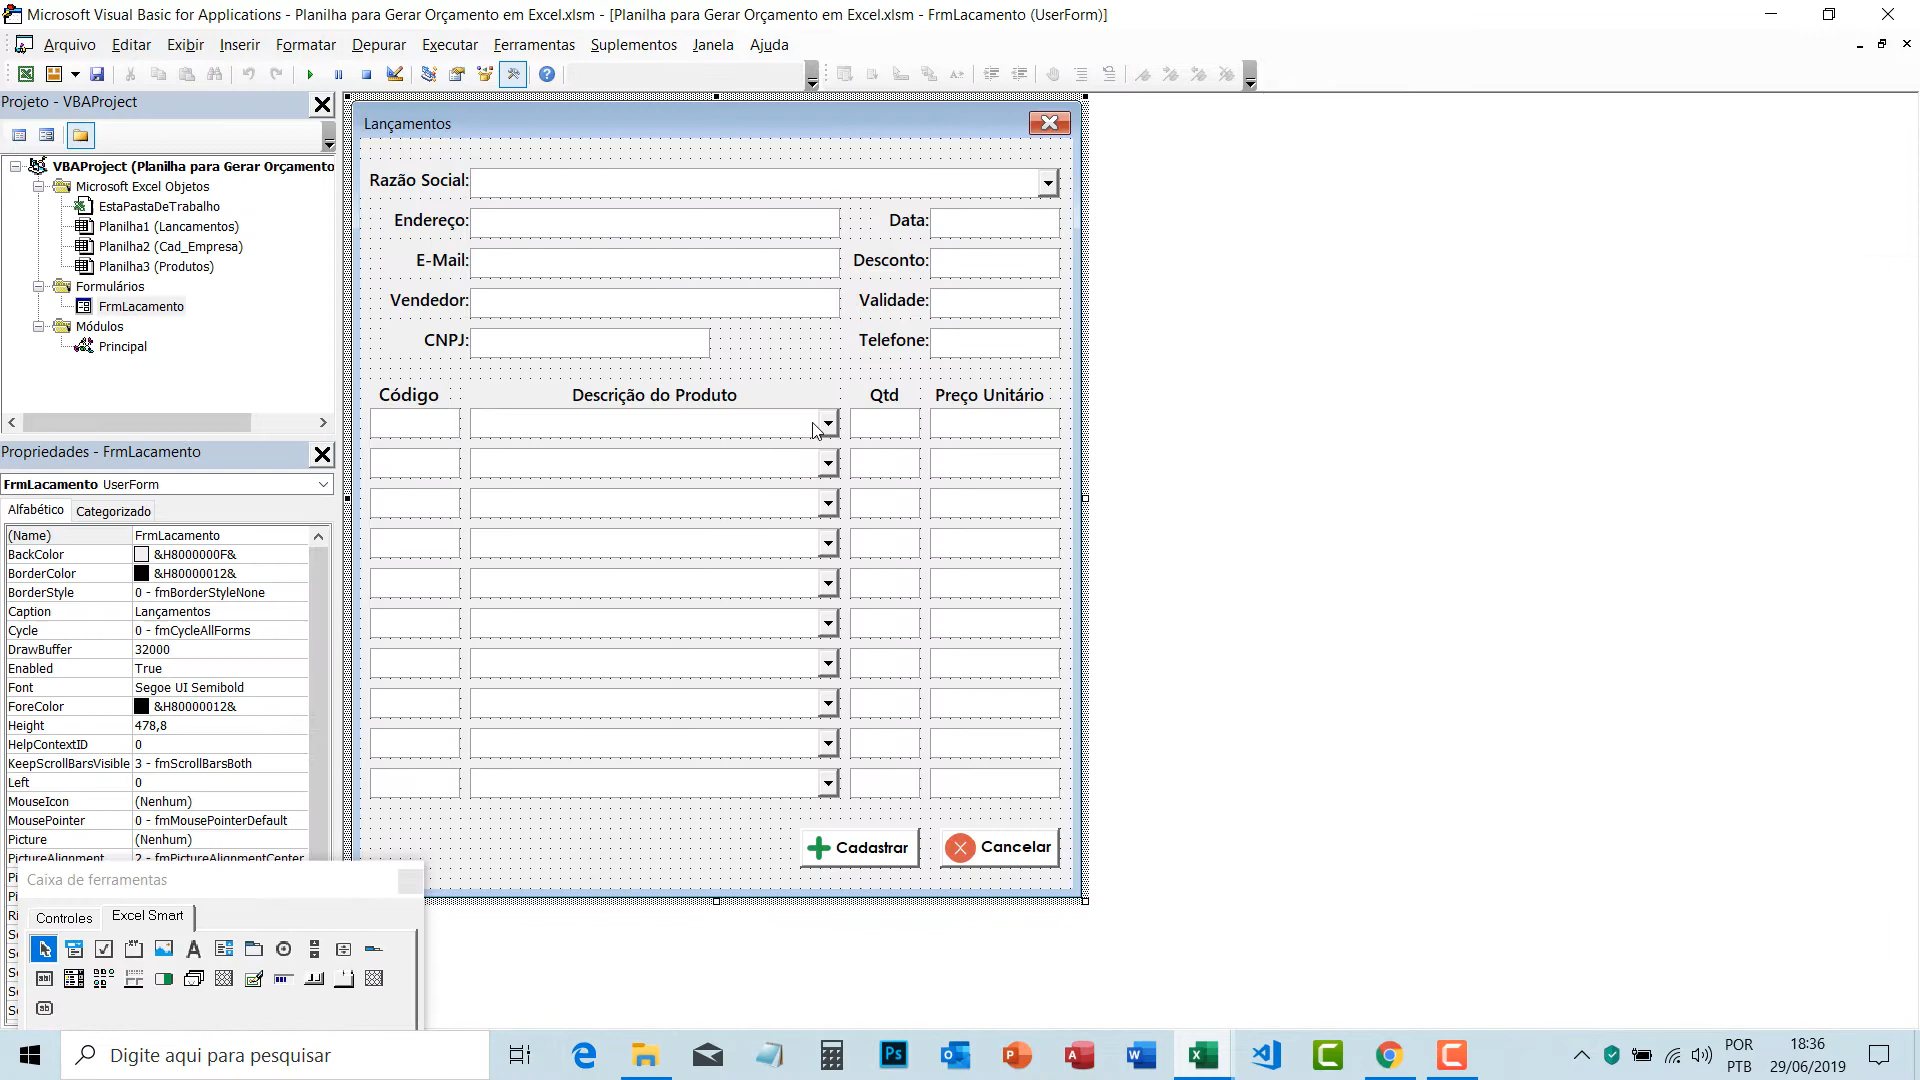 Microsoft Visual Basic for Applications - Planilha para Gerar Orçamento em Excel.xlsm - [Planilha para Gerar Orçamento em Excel.xlsm - FrmLacamento (UserForm)]
Arquivo Editar Exibir Inserir Formatar Depurar Executar Ferramentas Suplementos Janela Ajuda
Projeto - VBAProject
VBAProject (Planilha para Gerar Orçamento
Microsoft Excel Objetos
EstaPastaDeTrabalho
Planilha1 (Lancamentos)
Planilha2 (Cad_Empresa)
Planilha3 (Produtos)
Formulários
FrmLacamento
Módulos
Principal
Propriedades - FrmLacamento
FrmLacamento UserForm
Alfabético Categorizado
(Name) FrmLacamento
BackColor &H8000000F&
BorderColor &H80000012&
BorderStyle 0 - fmBorderStyleNone
Caption Lançamentos
Cycle 0 - fmCycleAllForms
DrawBuffer 32000
Enabled True
Font Segoe UI Semibold
ForeColor &H80000012&
Height 478,8
HelpContextID 0
KeepScrollBarsVisible 3 - fmScrollBarsBoth
Left 0
MouseIcon (Nenhum)
MousePointer 0 - fmMousePointerDefault
Picture (Nenhum)
PictureAlignment 2 - fmPictureAlignmentCenter
Caixa de ferramentas
Controles Excel Smart
Lançamentos
Razão Social:
Endereço: Data:
E-Mail: Desconto:
Vendedor: Validade:
CNPJ: Telefone:
Código Descrição do Produto Qtd Preço Unitário
Cadastrar Cancelar
Digite aqui para pesquisar
POR
PTB
18:36
29/06/2019